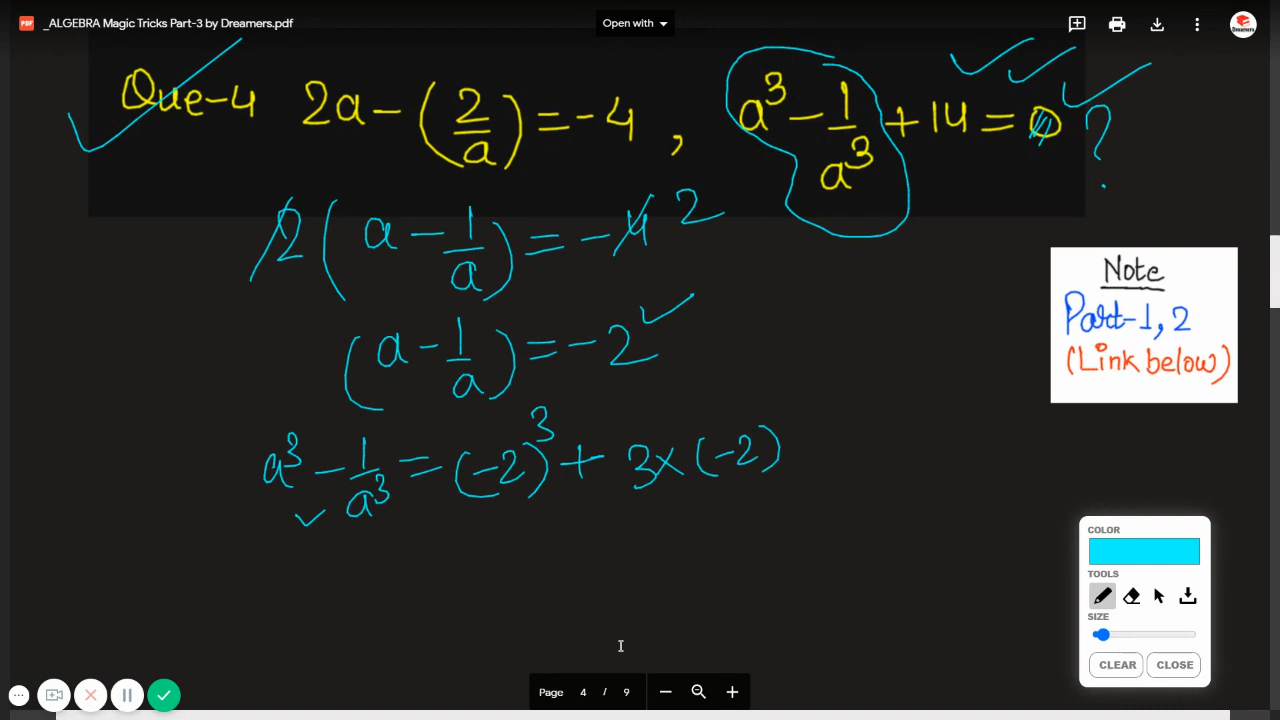 _ALGEBRA Magic Tricks Part-3 by Dreamers.pdf
Open with
Dreamers
Que-4 2a-(2/a)=-4, a³-1/a³+14=0 ?
2(a-1/a)=-4 2
(a-1/a)=-2
a³-1/a³=(-2)³+3×(-2)
Note
Part-1,2
(Link below)
COLOR
TOOLS
SIZE
CLEAR CLOSE
Page 4 / 9